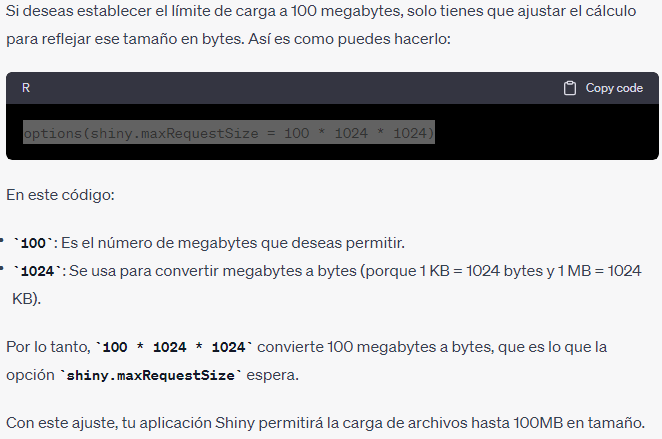 Si deseas establecer el límite de carga a 100 megabytes, solo tienes que ajustar el cálculo
para reflejar ese tamaño en bytes. Así es como puedes hacerlo:
R
Copy code
options(shiny.maxRequestSize = 100 * 1024 * 1024)
En este código:
• `100`: Es el número de megabytes que deseas permitir.
• `1024`: Se usa para convertir megabytes a bytes (porque 1 KB = 1024 bytes y 1 MB = 1024
KB).
Por lo tanto, `100 * 1024 * 1024` convierte 100 megabytes a bytes, que es lo que la
opción `shiny.maxRequestSize` espera.
Con este ajuste, tu aplicación Shiny permitirá la carga de archivos hasta 100MB en tamaño.